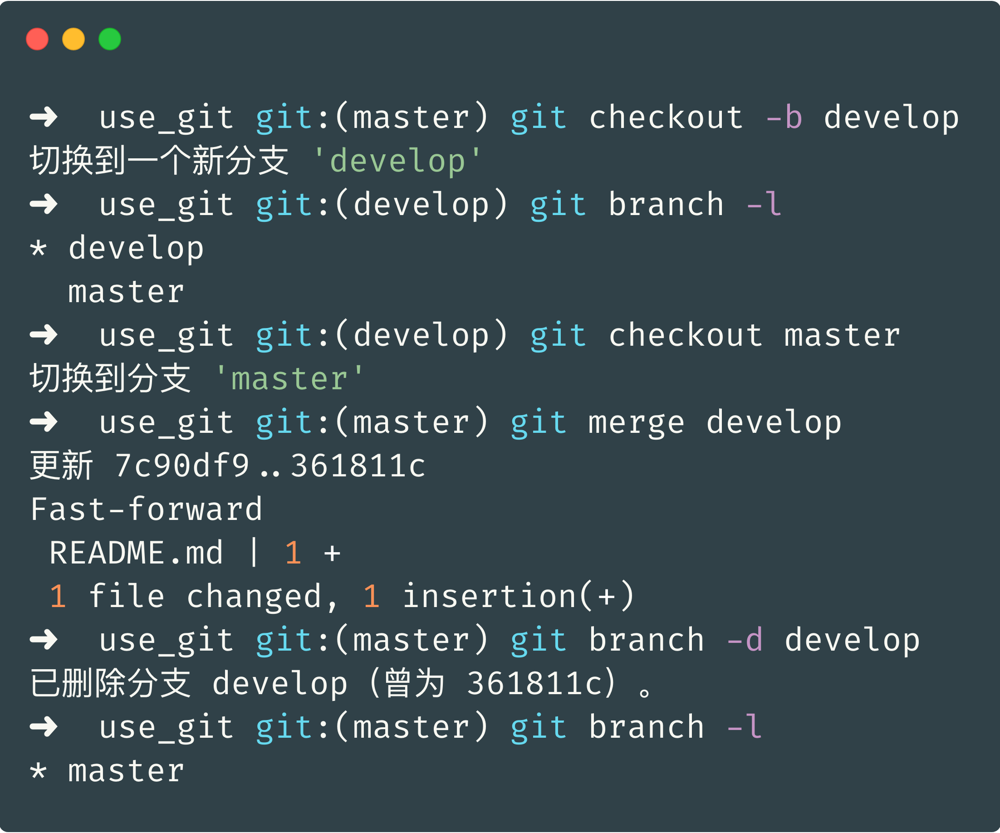 ➜  use_git git:(master) git checkout -b develop
切换到一个新分支 'develop'
➜  use_git git:(develop) git branch -l
* develop
  master
➜  use_git git:(develop) git checkout master
切换到分支 'master'
➜  use_git git:(master) git merge develop
更新 7c90df9..361811c
Fast-forward
 README.md | 1 +
 1 file changed, 1 insertion(+)
➜  use_git git:(master) git branch -d develop
已删除分支 develop（曾为 361811c）。
➜  use_git git:(master) git branch -l
* master